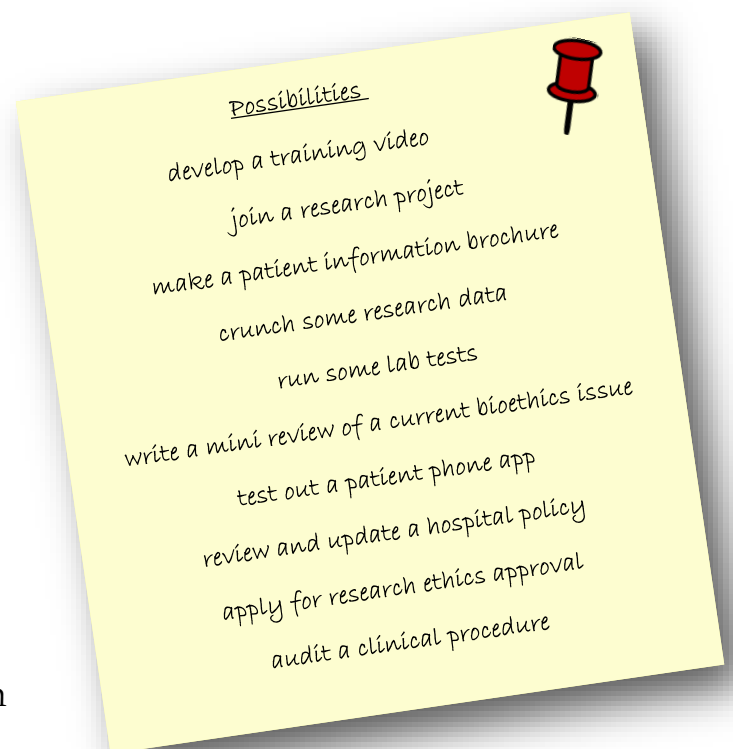 Possibilities
develop a training video
join a research project
make a patient information brochure
crunch some research data
run some lab tests
write a mini review of a current bioethics issue
test out a patient phone app
review and update a hospital policy
apply for research ethics approval
audit a clinical procedure